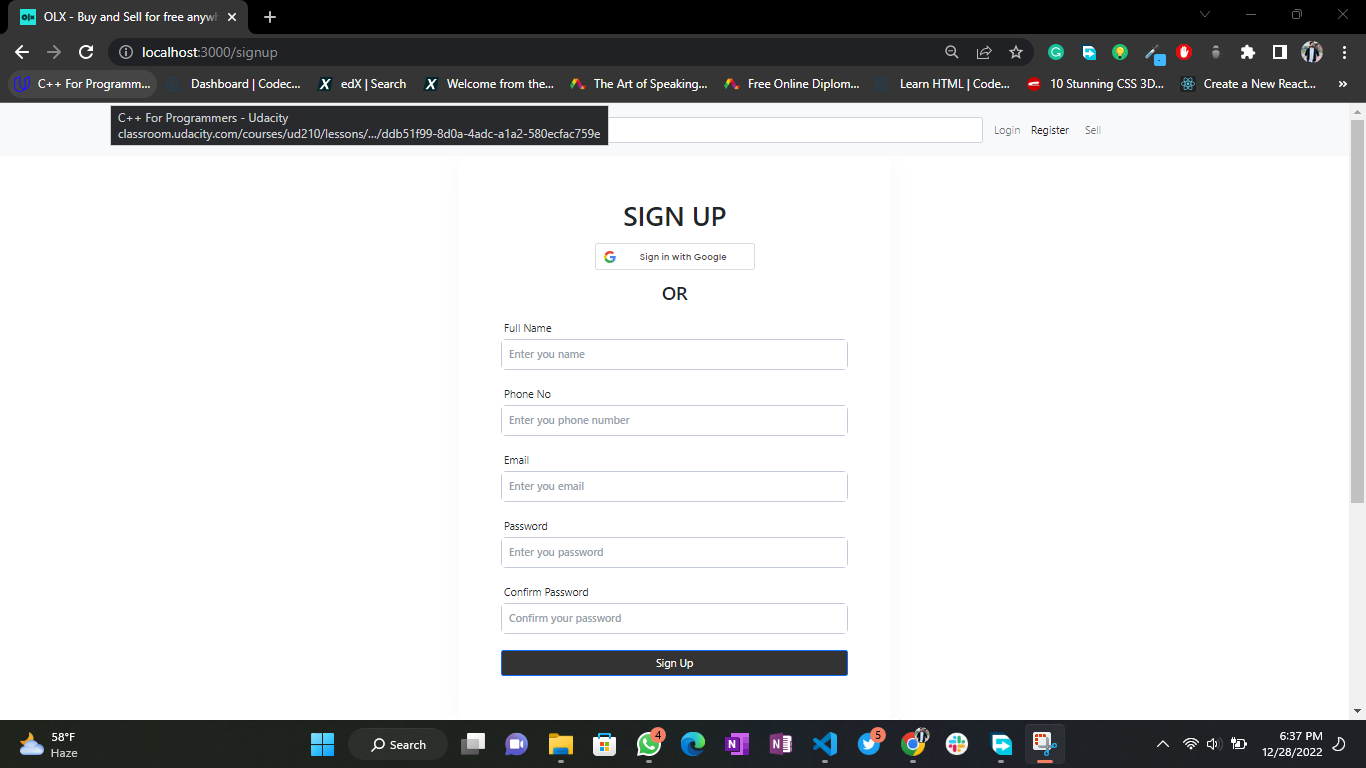 OLX - Buy and Sell for free anywh
localhost:3000/signup
C++ For Programm...
Dashboard | Codec...
edX | Search
Welcome from the...
The Art of Speaking...
Free Online Diplom...
Learn HTML | Code...
10 Stunning CSS 3D...
Create a New React...
C++ For Programmers - Udacity
classroom.udacity.com/courses/ud210/lessons/.../ddb51f99-8d0a-4adc-a1a2-580ecfac759e
Login Register Sell
SIGN UP
Sign in with Google
OR
Full Name
Enter you name
Phone No
Enter you phone number
Email
Enter you email
Password
Enter you password
Confirm Password
Confirm your password
Sign Up
58°F
Haze
Search
4
5
6:37 PM
12/28/2022